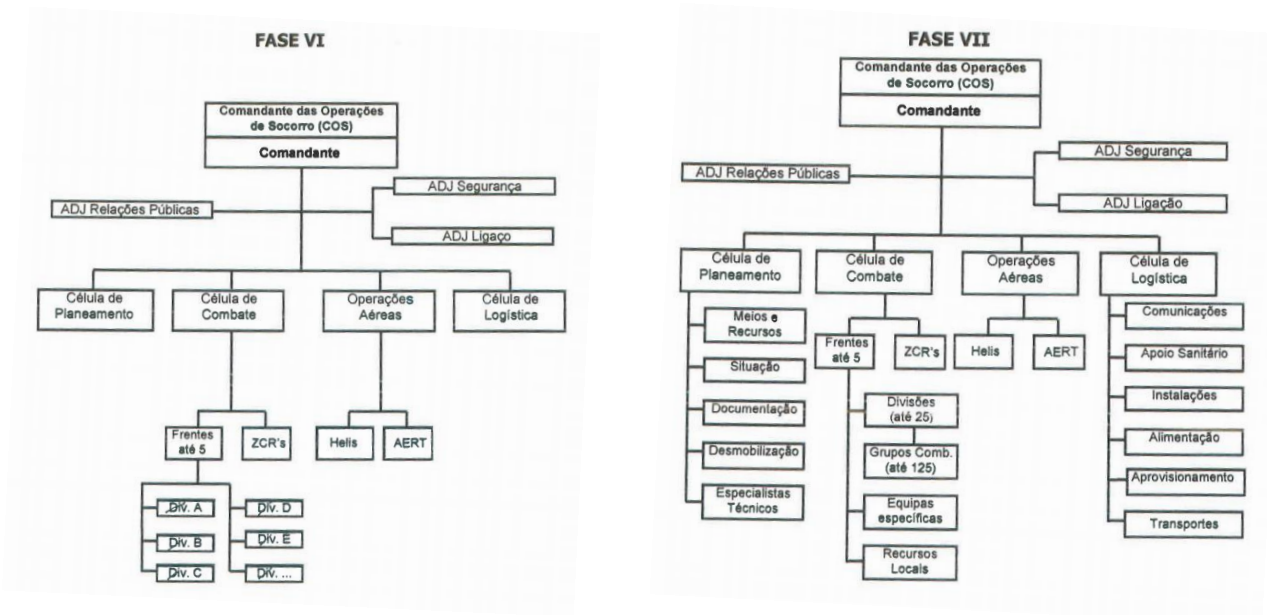 FASE VI
Comandante das Operações
de Socorro (COS)
Comandante
ADJ Segurança
ADJ Relações Públicas
ADJ Ligaço
Célula de
Planeamento
Célula de
Combate
Operações
Aéreas
Célula de
Logística
Frentes
até 5
ZCR's
Helis
AERT
Div. A
Div. D
Div. B
Div. E
Div. C
Div. ...
FASE VII
Comandante das Operações
de Socorro (COS)
Comandante
ADJ Segurança
ADJ Relações Públicas
ADJ Ligação
Célula de
Planeamento
Célula de
Combate
Operações
Aéreas
Célula de
Logística
Meios e
Recursos
Situação
Documentação
Desmobilização
Especialistas
Técnicos
Frentes
até 5
ZCR's
Helis
AERT
Divisões
(até 25)
Grupos Comb.
(até 125)
Equipas
específicas
Recursos
Locais
Comunicações
Apoio Sanitário
Instalações
Alimentação
Aprovisionamento
Transportes